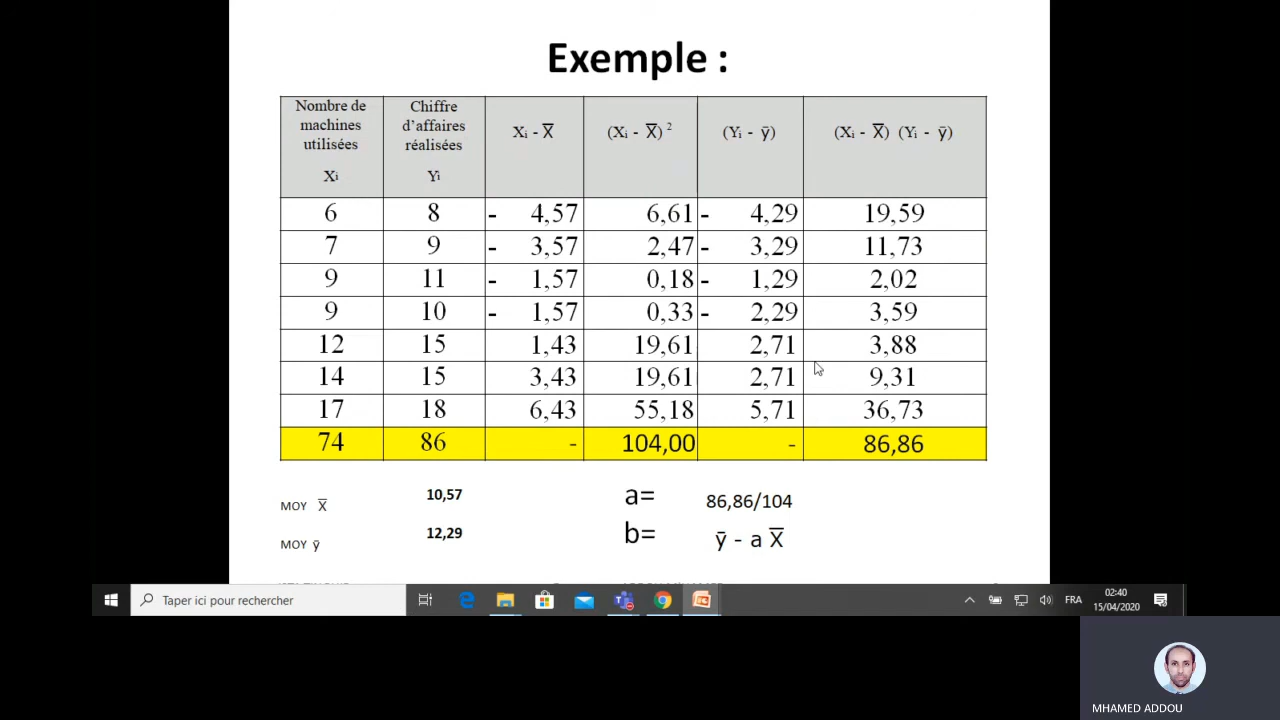 Exemple :
Nombre de machines utilisées Xi | Chiffre d'affaires réalisées Yi | Xi - X̅ | (Xi - X̅) ² | (Yi - ȳ) | (Xi - X̅) (Yi - ȳ)
6 | 8 | - 4,57 | 6,61 | - 4,29 | 19,59
7 | 9 | - 3,57 | 2,47 | - 3,29 | 11,73
9 | 11 | - 1,57 | 0,18 | - 1,29 | 2,02
9 | 10 | - 1,57 | 0,33 | - 2,29 | 3,59
12 | 15 | 1,43 | 19,61 | 2,71 | 3,88
14 | 15 | 3,43 | 19,61 | 2,71 | 9,31
17 | 18 | 6,43 | 55,18 | 5,71 | 36,73
74 | 86 | - | 104,00 | - | 86,86
MOY X̅ 10,57 a= 86,86/104
MOY ȳ 12,29 b= ȳ - a X̅
Taper ici pour rechercher
FRA
02:40
15/04/2020
MHAMED ADDOU